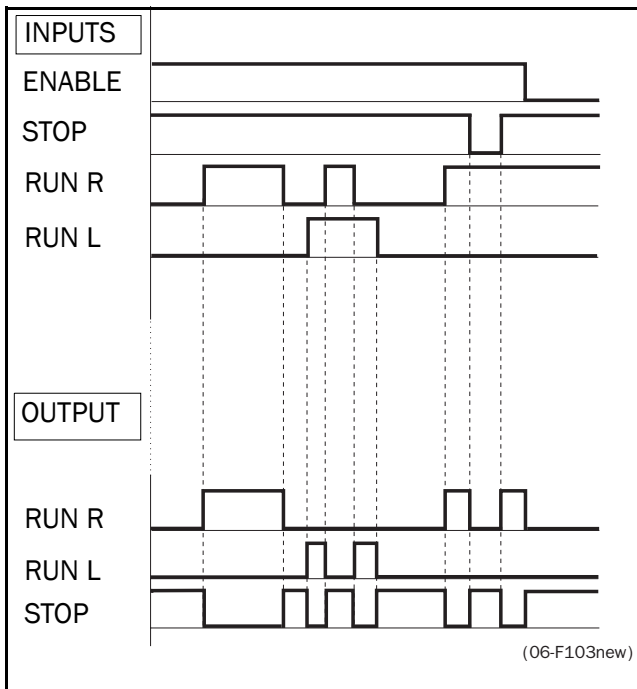 INPUTS
ENABLE
STOP
RUN R
RUN L
OUTPUT
RUN R
RUN L
STOP
(06-F103new)